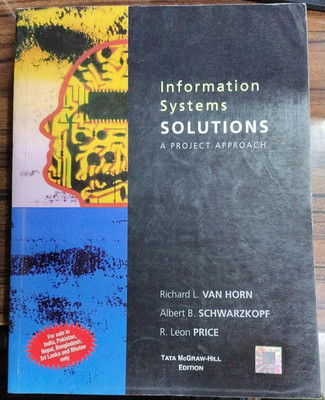 Information
Systems
SOLUTIONS
A PROJECT APPROACH
Richard L. VAN HORN
Albert B. SCHWARZKOPF
R. Leon PRICE
TATA McGRAW-HILL
EDITION
For sale in
India, Pakistan,
Nepal, Bangladesh,
Sri Lanka and Bhutan
only